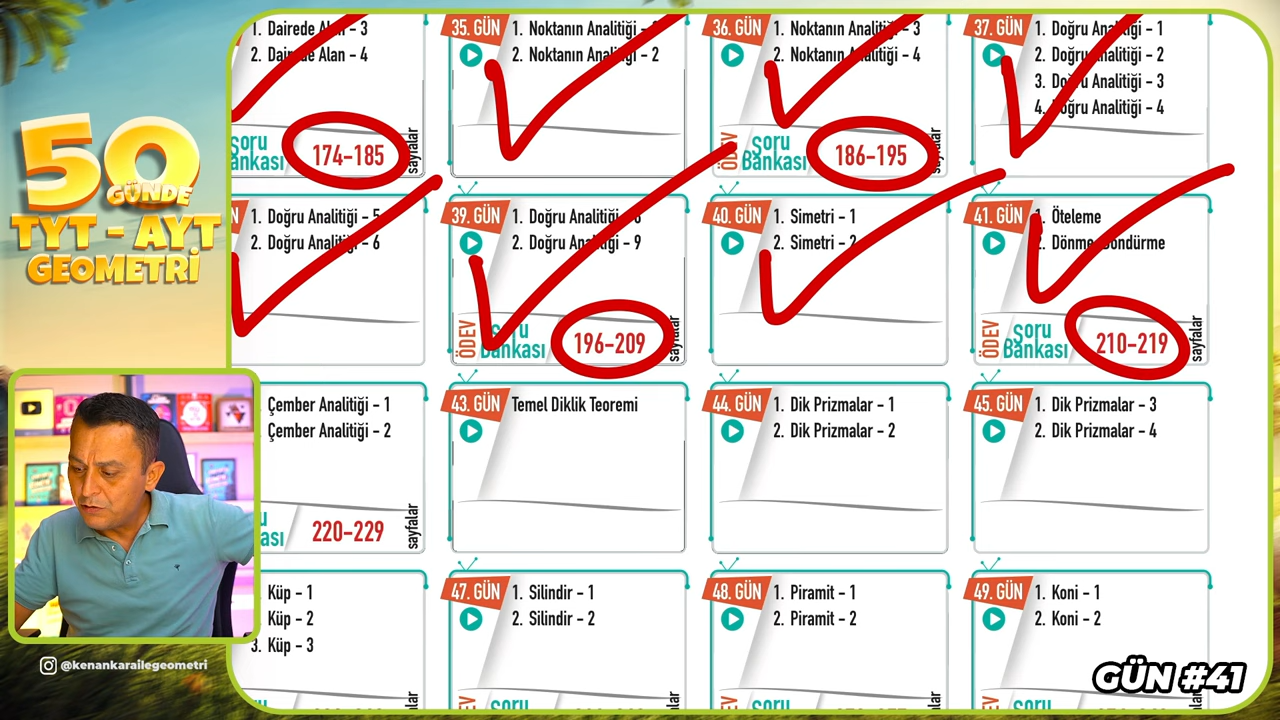 50
GÜNDE
TYT - AYT
GEOMETRİ
1. Dairede Alan - 3
2. Dairede Alan - 4
174-185
sayfalar
35. GÜN
1. Noktanın Analitiği -
2. Noktanın Analitiği - 2
36. GÜN
1. Noktanın Analitiği - 3
2. Noktanın Analitiği - 4
ÖDEV
Soru
Bankası
186-195
sayfalar
37. GÜN
1. Doğru Analitiği - 1
2. Doğru Analitiği - 2
3. Doğru Analitiği - 3
4. Doğru Analitiği - 4
1. Doğru Analitiği - 5
2. Doğru Analitiği - 6
39. GÜN
1. Doğru Analitiği -
2. Doğru Analitiği - 9
ÖDEV
Soru
Bankası
196-209
sayfalar
40. GÜN
1. Simetri - 1
2. Simetri - 2
41. GÜN
1. Öteleme
2. Dönme-Döndürme
ÖDEV
Soru
Bankası
210-219
sayfalar
Çember Analitiği - 1
Çember Analitiği - 2
220-229
sayfalar
43. GÜN
Temel Diklik Teoremi
44. GÜN
1. Dik Prizmalar - 1
2. Dik Prizmalar - 2
45. GÜN
1. Dik Prizmalar - 3
2. Dik Prizmalar - 4
Küp - 1
Küp - 2
3. Küp - 3
47. GÜN
1. Silindir - 1
2. Silindir - 2
48. GÜN
1. Piramit - 1
2. Piramit - 2
49. GÜN
1. Koni - 1
2. Koni - 2
@kenankarailegeometri
GÜN #41